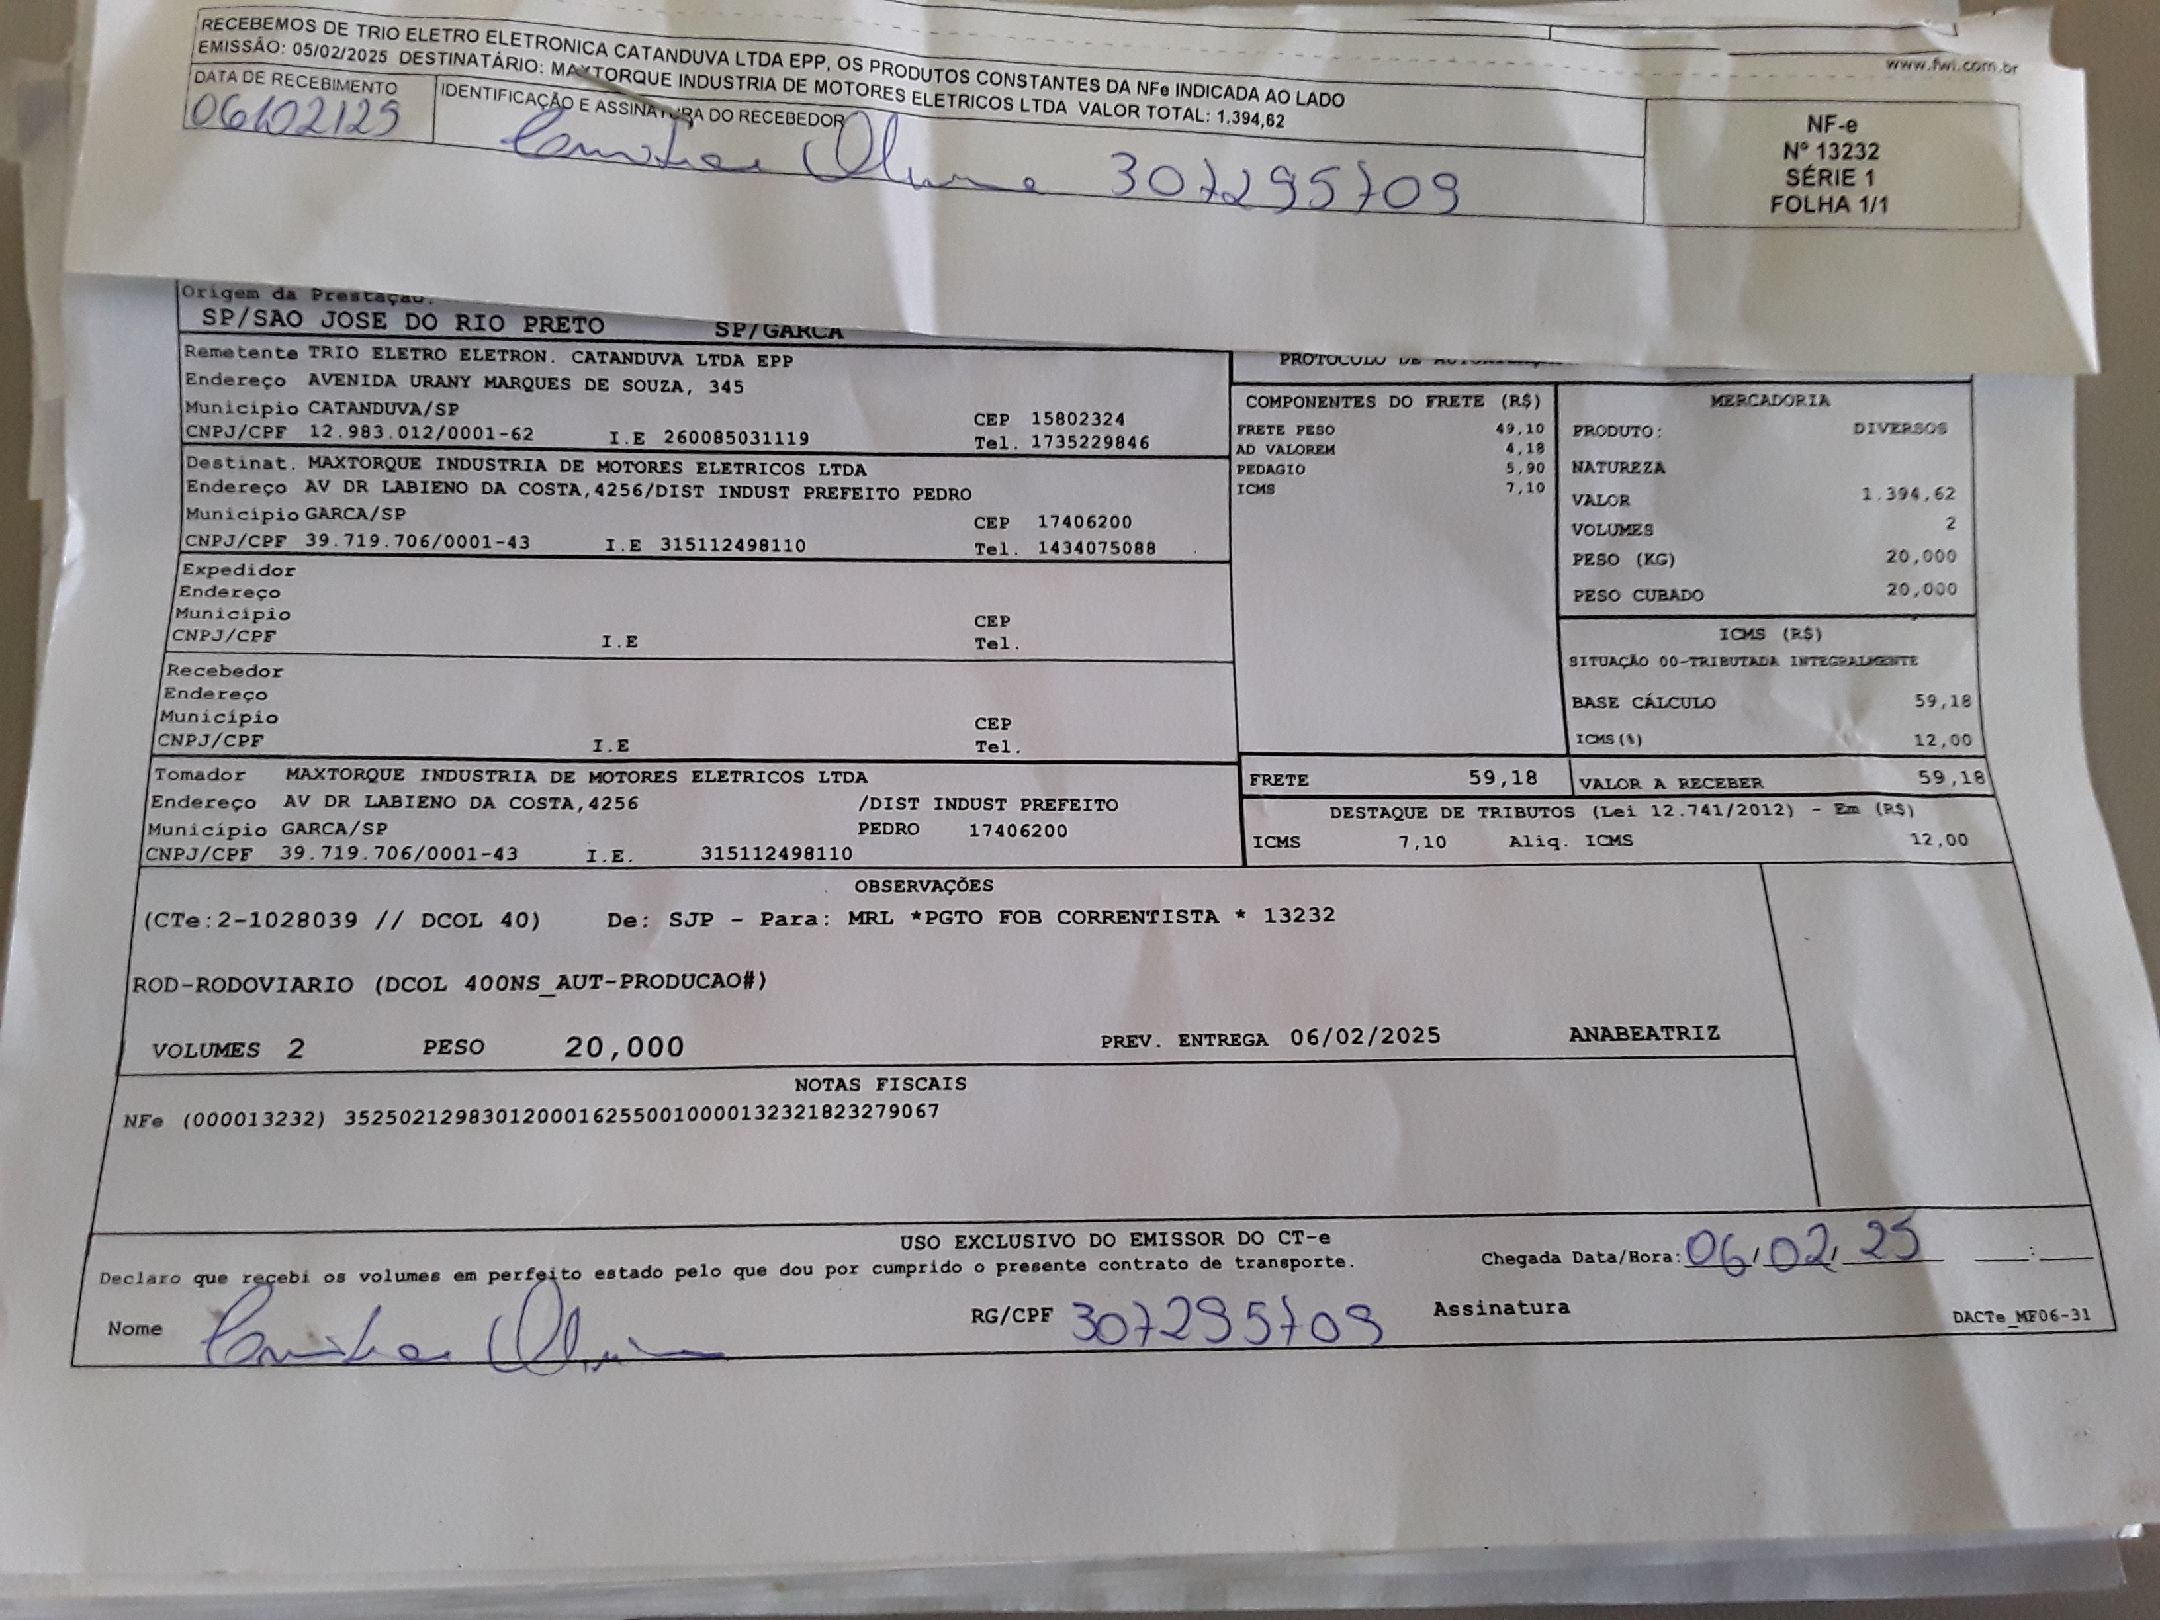 www.fwi.com.br
RECEBEMOS DE TRIO ELETRO ELETRONICA CATANDUVA LTDA EPP, OS PRODUTOS CONSTANTES DA NFe INDICADA AO LADO
EMISSÃO: 05/02/2025 DESTINATÁRIO: MAXTORQUE INDUSTRIA DE MOTORES ELETRICOS LTDA VALOR TOTAL: 1.394,62
DATA DE RECEBIMENTO IDENTIFICAÇÃO E ASSINATURA DO RECEBEDOR
06/02/25 307295709
NF-e
Nº 13232
SÉRIE 1
FOLHA 1/1
Origem da Prestação.
SP/SAO JOSE DO RIO PRETO SP/GARCA
Remetente TRIO ELETRO ELETRON. CATANDUVA LTDA EPP
Endereço AVENIDA URANY MARQUES DE SOUZA, 345
Município CATANDUVA/SP CEP 15802324
CNPJ/CPF 12.983.012/0001-62 I.E 260085031119 Tel. 1735229846
Destinat. MAXTORQUE INDUSTRIA DE MOTORES ELETRICOS LTDA
Endereço AV DR LABIENO DA COSTA,4256/DIST INDUST PREFEITO PEDRO
Município GARCA/SP CEP 17406200
CNPJ/CPF 39.719.706/0001-43 I.E 315112498110 Tel. 1434075088
Expedidor
Endereço
Município CEP
CNPJ/CPF I.E Tel.
Recebedor
Endereço
Município CEP
CNPJ/CPF I.E Tel.
Tomador MAXTORQUE INDUSTRIA DE MOTORES ELETRICOS LTDA
Endereço AV DR LABIENO DA COSTA,4256 /DIST INDUST PREFEITO
Município GARCA/SP PEDRO 17406200
CNPJ/CPF 39.719.706/0001-43 I.E. 315112498110
PROTOCOLO DE
COMPONENTES DO FRETE (R$)
FRETE PESO 49,10
AD VALOREM 4,18
PEDAGIO 5,90
ICMS 7,10
MERCADORIA
PRODUTO: DIVERSOS
NATUREZA
VALOR 1.394,62
VOLUMES 2
PESO (KG) 20,000
PESO CUBADO 20,000
ICMS (R$)
SITUAÇÃO 00-TRIBUTADA INTEGRALMENTE
BASE CÁLCULO 59,18
ICMS(%) 12,00
FRETE 59,18 VALOR A RECEBER 59,18
DESTAQUE DE TRIBUTOS (Lei 12.741/2012) - Em (R$)
ICMS 7,10 Aliq. ICMS 12,00
OBSERVAÇÕES
(CTe:2-1028039 // DCOL 40) De: SJP - Para: MRL *PGTO FOB CORRENTISTA * 13232
ROD-RODOVIARIO (DCOL 400NS_AUT-PRODUCAO#)
VOLUMES 2 PESO 20,000 PREV. ENTREGA 06/02/2025 ANABEATRIZ
NOTAS FISCAIS
NFe (000013232) 35250212983012000162550010000132321823279067
USO EXCLUSIVO DO EMISSOR DO CT-e
Declaro que recebi os volumes em perfeito estado pelo que dou por cumprido o presente contrato de transporte. Chegada Data/Hora: 06/02/25 __:__
Nome RG/CPF 307295709 Assinatura
DACTe_MF06-31